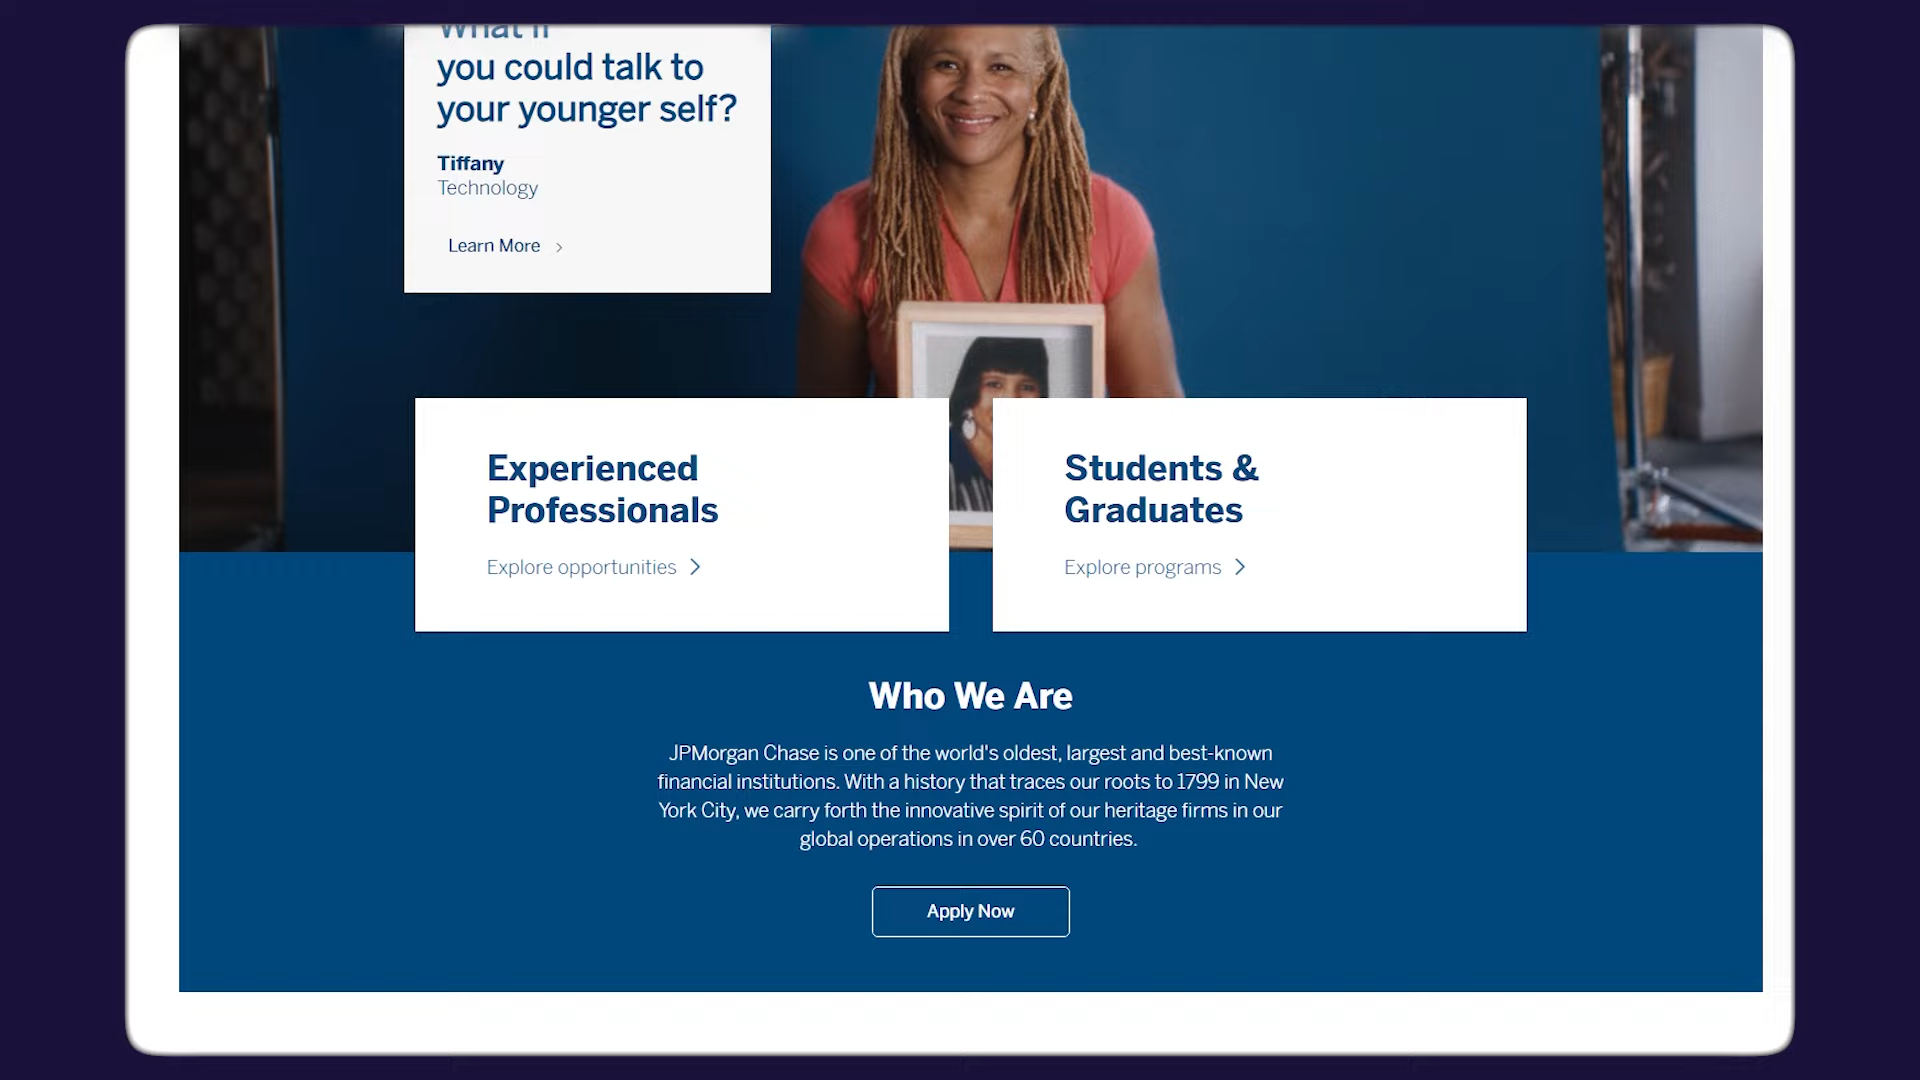 What if
you could talk to
your younger self?
Tiffany
Technology
Learn More
Experienced
Professionals
Explore opportunities
Students &
Graduates
Explore programs
Who We Are
JPMorgan Chase is one of the world's oldest, largest and best-known
financial institutions. With a history that traces our roots to 1799 in New
York City, we carry forth the innovative spirit of our heritage firms in our
global operations in over 60 countries.
Apply Now